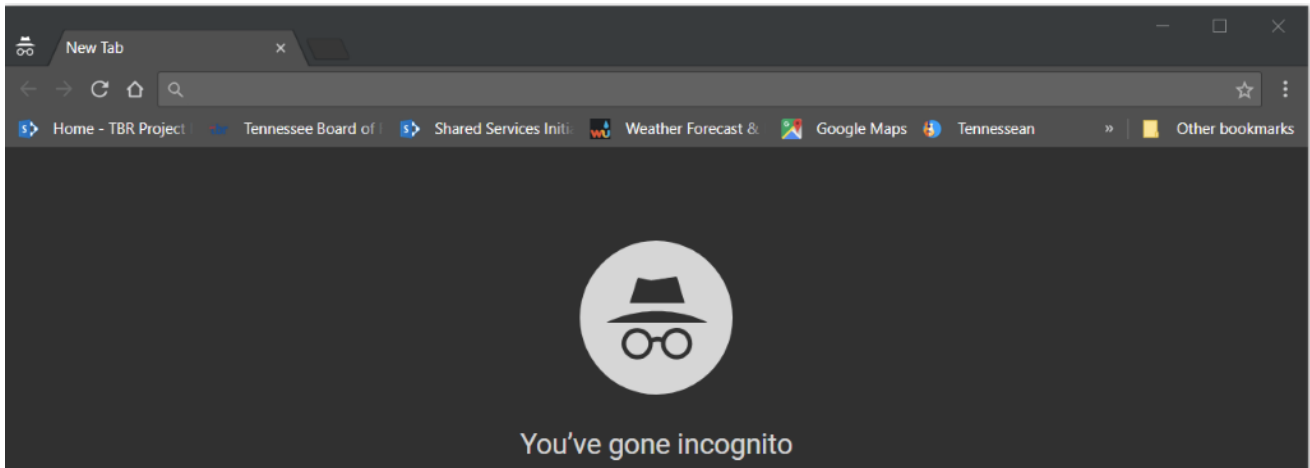 New Tab
Home - TBR Project
Tennessee Board of
Shared Services Initi
Weather Forecast &
Google Maps
Tennessean
»
Other bookmarks
You've gone incognito